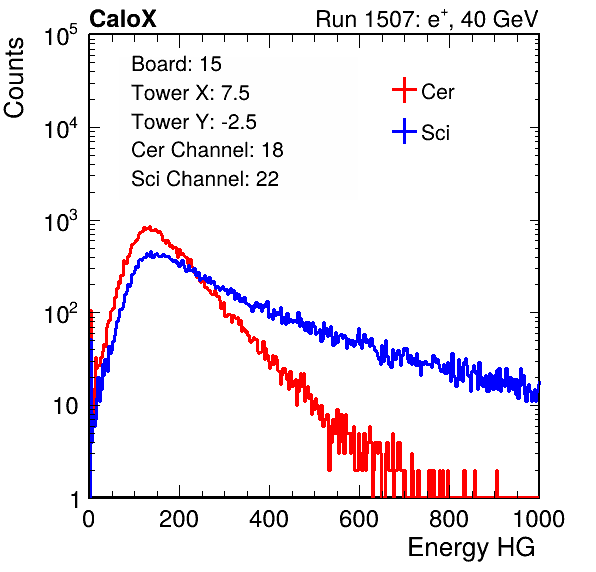 CaloX Run 1507: e+, 40 GeV
Counts
Board: 15
Tower X: 7.5
Tower Y: -2.5
Cer Channel: 18
Sci Channel: 22
Cer
Sci
10^5
10^4
10^3
10^2
10
1
0 200 400 600 800 1000
Energy HG